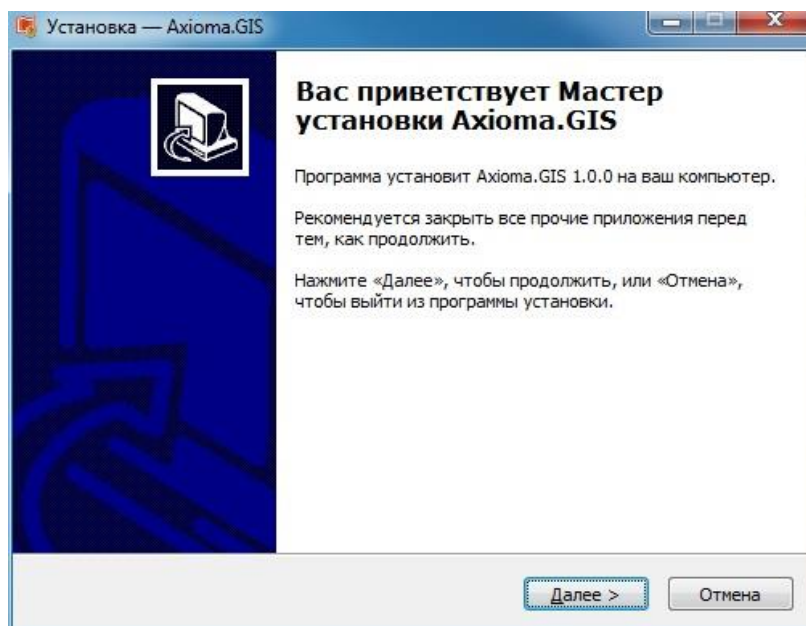 Установка — Axioma.GIS
Вас приветствует Мастер
установки Axioma.GIS
Программа установит Axioma.GIS 1.0.0 на ваш компьютер.
Рекомендуется закрыть все прочие приложения перед
тем, как продолжить.
Нажмите «Далее», чтобы продолжить, или «Отмена»,
чтобы выйти из программы установки.
Далее >
Отмена